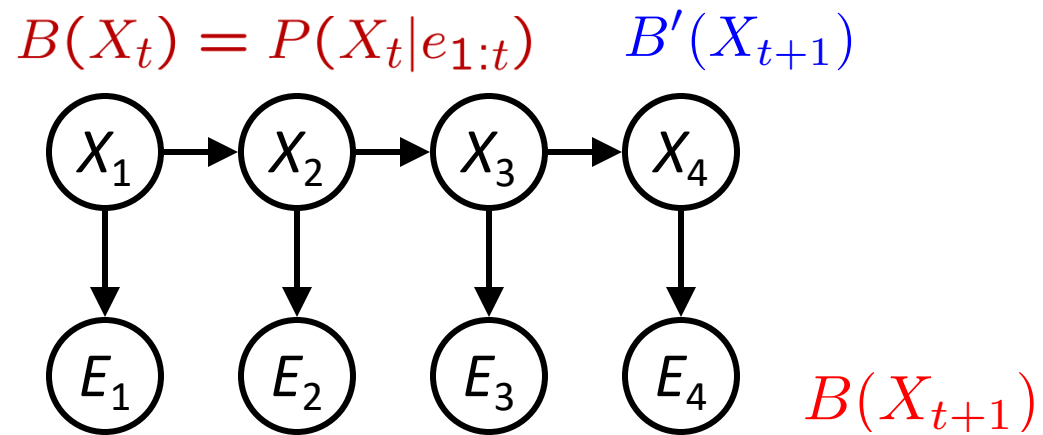 B(X_t) = P(X_t|e_{1:t}) B'(X_{t+1})
X_1 X_2 X_3 X_4
E_1 E_2 E_3 E_4
B(X_{t+1})